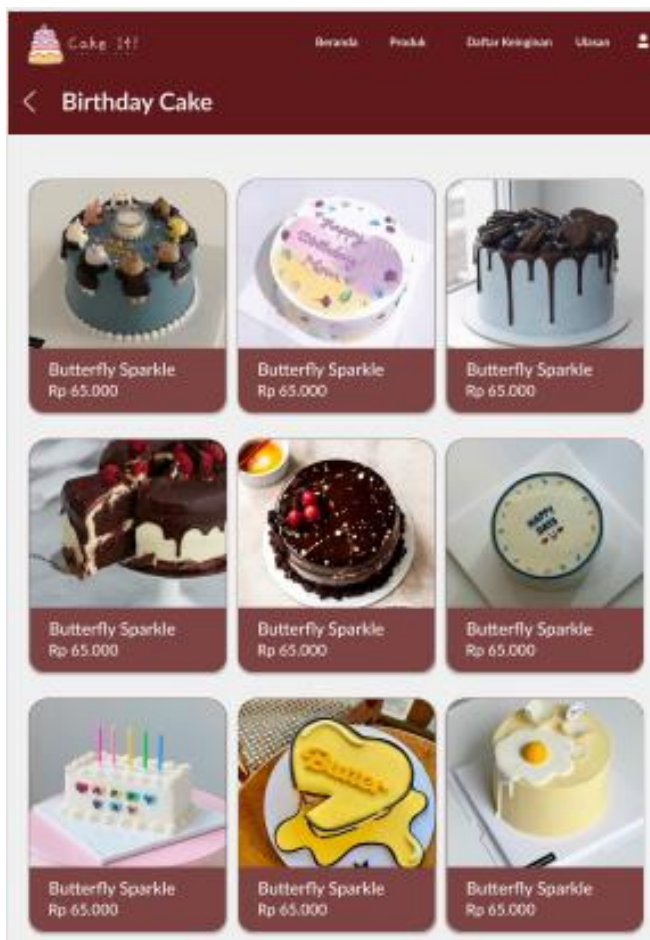 Cake It!
Beranda Produk Daftar Keinginan Ulasan
Birthday Cake
Happy
Birthday
Mom
Butterfly Sparkle Butterfly Sparkle Butterfly Sparkle
Rp 65.000 Rp 65.000 Rp 65.000
HAPPY
DAYS
Butterfly Sparkle Butterfly Sparkle Butterfly Sparkle
Rp 65.000 Rp 65.000 Rp 65.000
Butter
Butterfly Sparkle Butterfly Sparkle Butterfly Sparkle
Rp 65.000 Rp 65.000 Rp 65.000